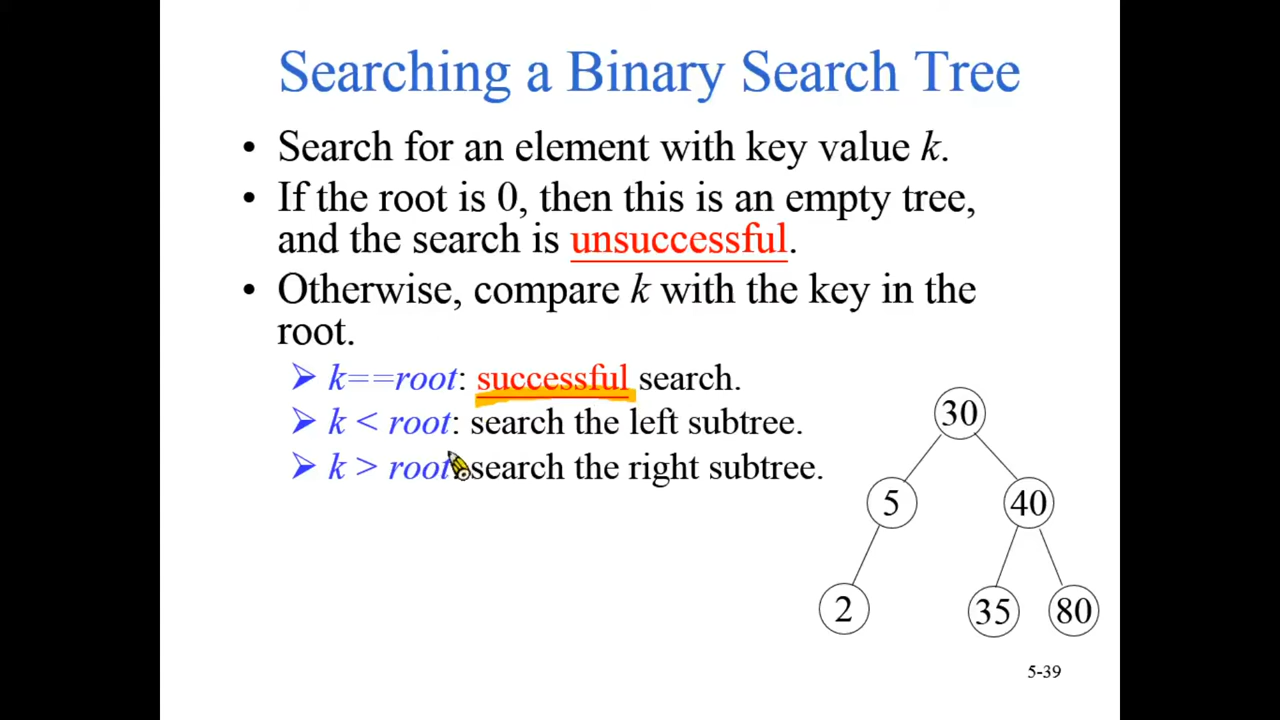 Searching a Binary Search Tree
• Search for an element with key value k.
• If the root is 0, then this is an empty tree,
and the search is unsuccessful.
• Otherwise, compare k with the key in the
root.
➢ k==root: successful search.
➢ k < root: search the left subtree.
➢ k > root: search the right subtree.
30
5 40
2 35 80
5-39